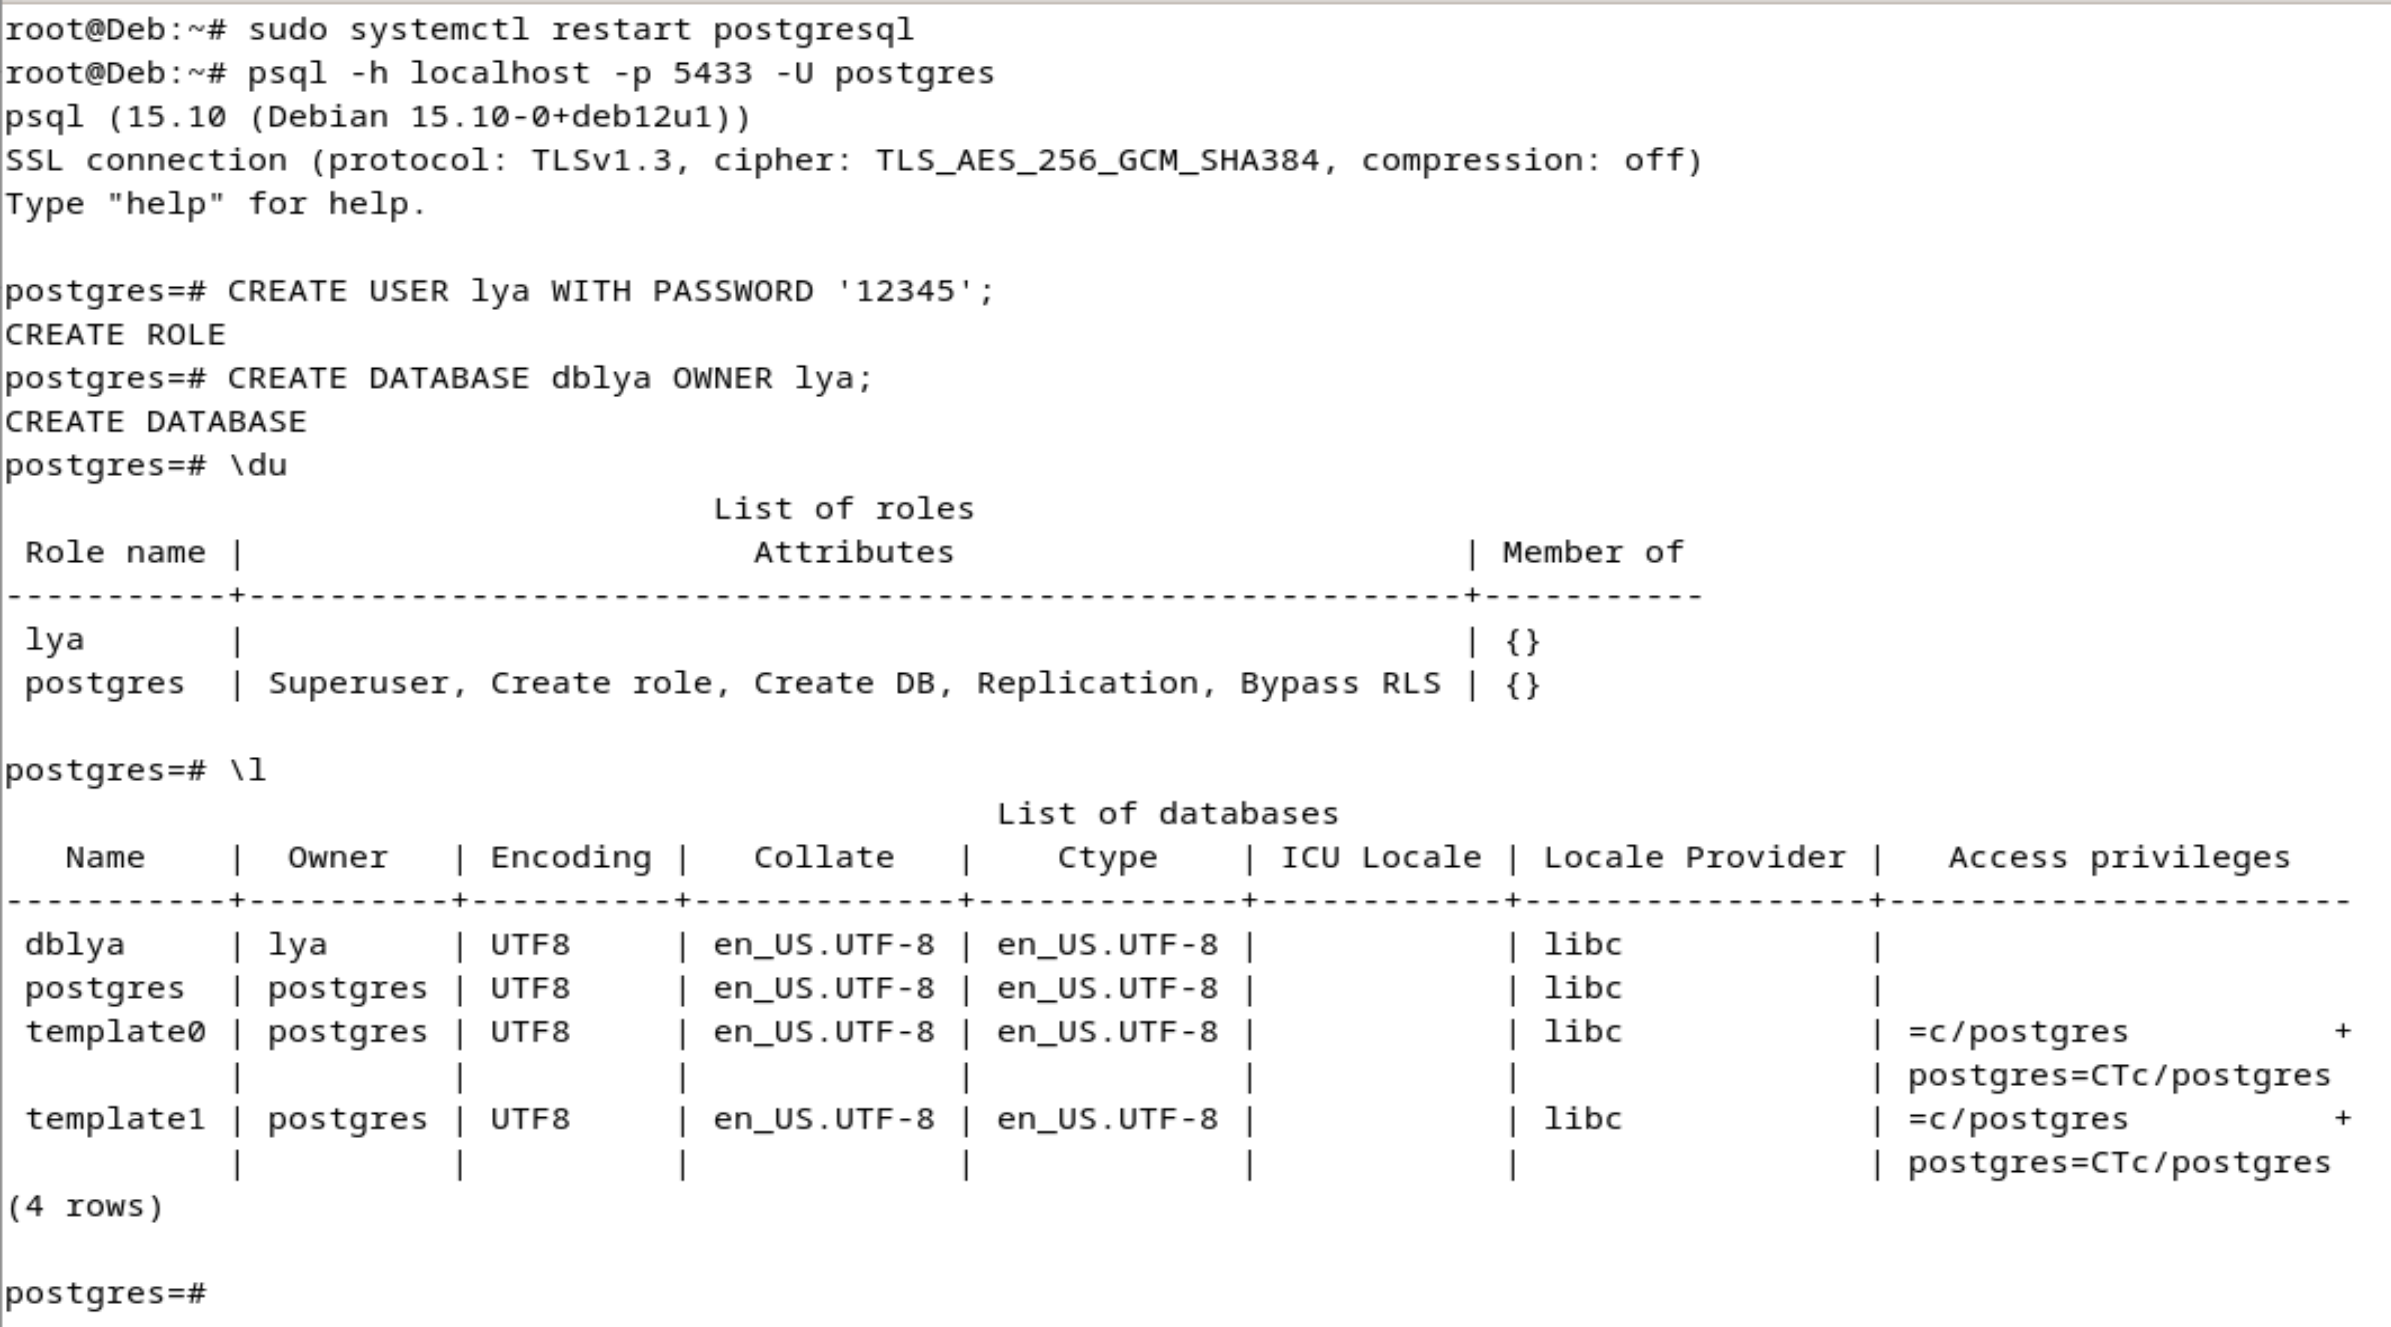 root@Deb:~# sudo systemctl restart postgresql
root@Deb:~# psql -h localhost -p 5433 -U postgres
psql (15.10 (Debian 15.10-0+deb12u1))
SSL connection (protocol: TLSv1.3, cipher: TLS_AES_256_GCM_SHA384, compression: off)
Type "help" for help.

postgres=# CREATE USER lya WITH PASSWORD '12345';
CREATE ROLE
postgres=# CREATE DATABASE dblya OWNER lya;
CREATE DATABASE
postgres=# \du
                                   List of roles
 Role name |                         Attributes                         | Member of
-----------+------------------------------------------------------------+-----------
 lya       |                                                            | {}
 postgres  | Superuser, Create role, Create DB, Replication, Bypass RLS | {}

postgres=# \l
                                                 List of databases
   Name    |  Owner   | Encoding |   Collate   |    Ctype    | ICU Locale | Locale Provider |   Access privileges
-----------+----------+----------+-------------+-------------+------------+-----------------+-----------------------
 dblya     | lya      | UTF8     | en_US.UTF-8 | en_US.UTF-8 |            | libc            |
 postgres  | postgres | UTF8     | en_US.UTF-8 | en_US.UTF-8 |            | libc            |
 template0 | postgres | UTF8     | en_US.UTF-8 | en_US.UTF-8 |            | libc            | =c/postgres          +
           |          |          |             |             |            |                 | postgres=CTc/postgres
 template1 | postgres | UTF8     | en_US.UTF-8 | en_US.UTF-8 |            | libc            | =c/postgres          +
           |          |          |             |             |            |                 | postgres=CTc/postgres
(4 rows)

postgres=#